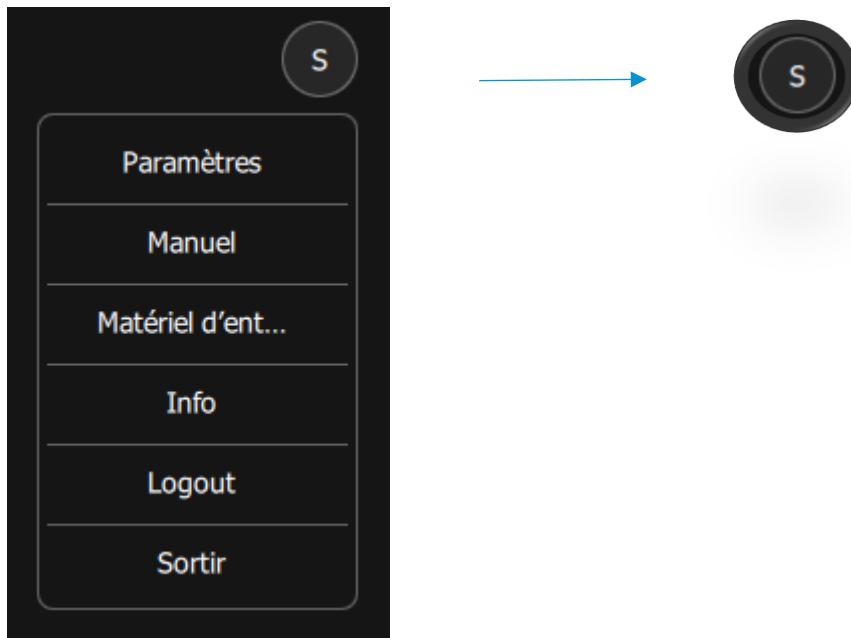 S
S
Paramètres
Manuel
Matériel d’ent...
Info
Logout
Sortir